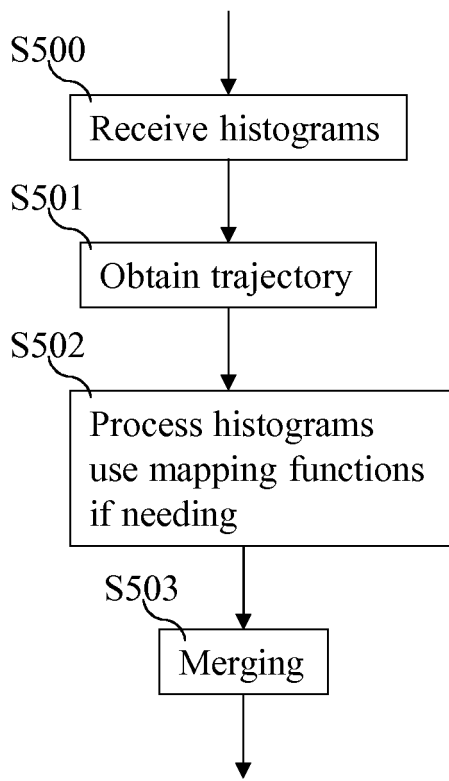 S500
Receive histograms
S501
Obtain trajectory
S502
Process histograms
use mapping functions
if needing
S503
Merging